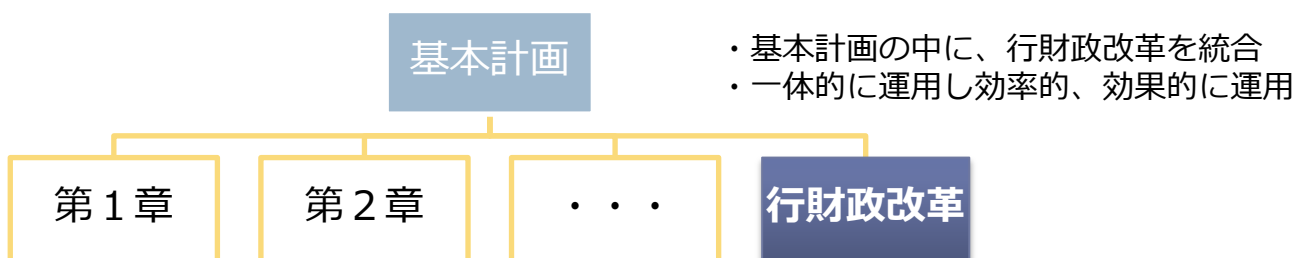 基本計画
・基本計画の中に、行財政改革を統合
・一体的に運用し効率的、効果的に運用
第１章
第２章
・・・
行財政改革